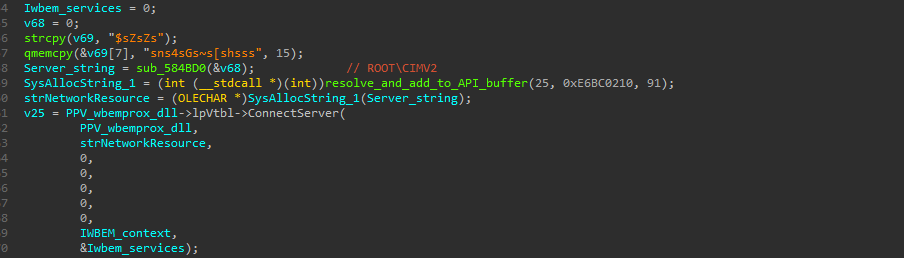 4 Iwbem_services = 0;
5 v68 = 0;
6 strcpy(v69, "$sZsZs");
7 qmemcpy(&v69[7], "sns4sGs~s[shsss", 15);
8 Server_string = sub_584BD0(&v68); // ROOT\CIMV2
9 SysAllocString_1 = (int (__stdcall *)(int))resolve_and_add_to_API_buffer(25, 0xE6BC0210, 91);
0 strNetworkResource = (OLECHAR *)SysAllocString_1(Server_string);
1 v25 = PPV_wbemprox_dll->lpVtbl->ConnectServer(
2 PPV_wbemprox_dll,
3 strNetworkResource,
4 0,
5 0,
6 0,
7 0,
8 0,
9 IWBEM_context,
0 &Iwbem_services);